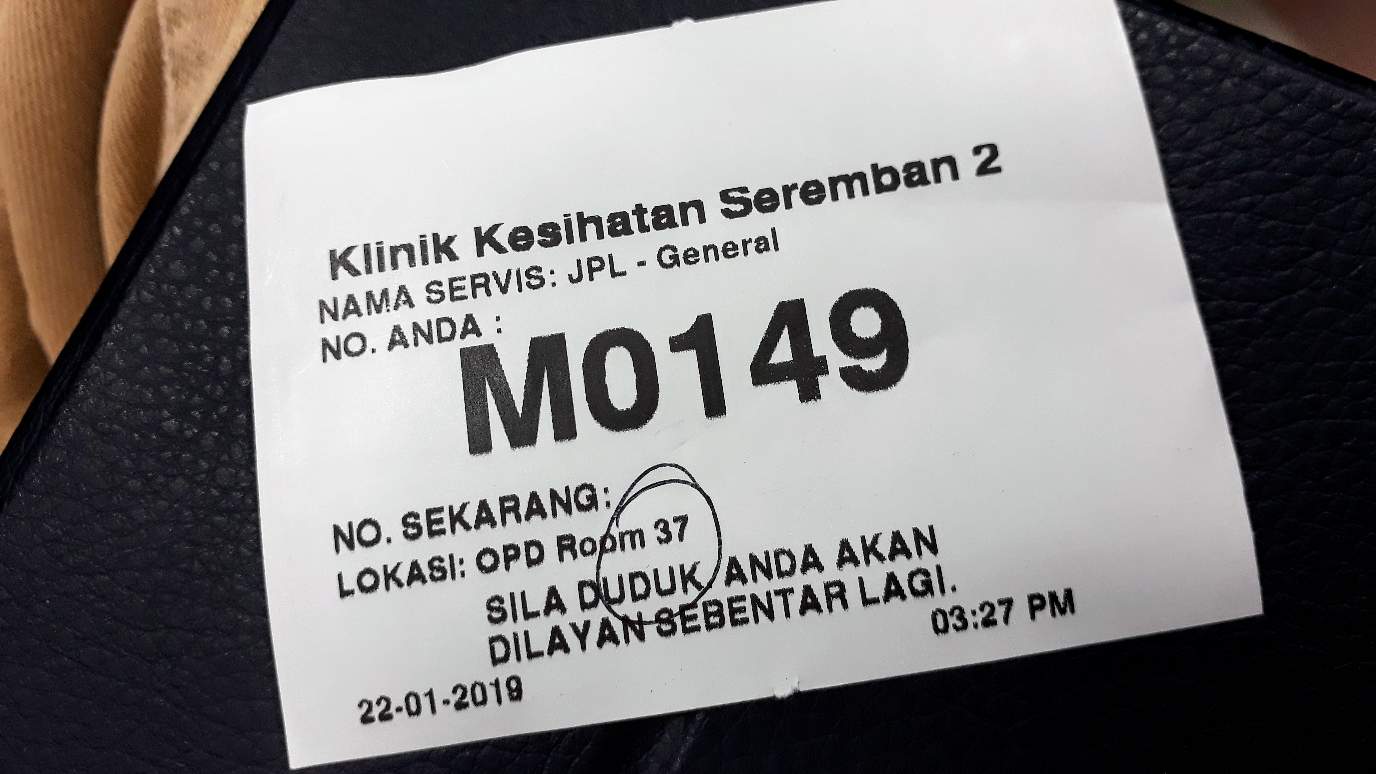 Klinik Kesihatan Seremban 2
NAMA SERVIS: JPL - General
NO. ANDA :
M0149
NO. SEKARANG:
LOKASI: OPD Room 37
SILA DUDUK, ANDA AKAN
DILAYAN SEBENTAR LAGI.
03:27 PM
22-01-2019